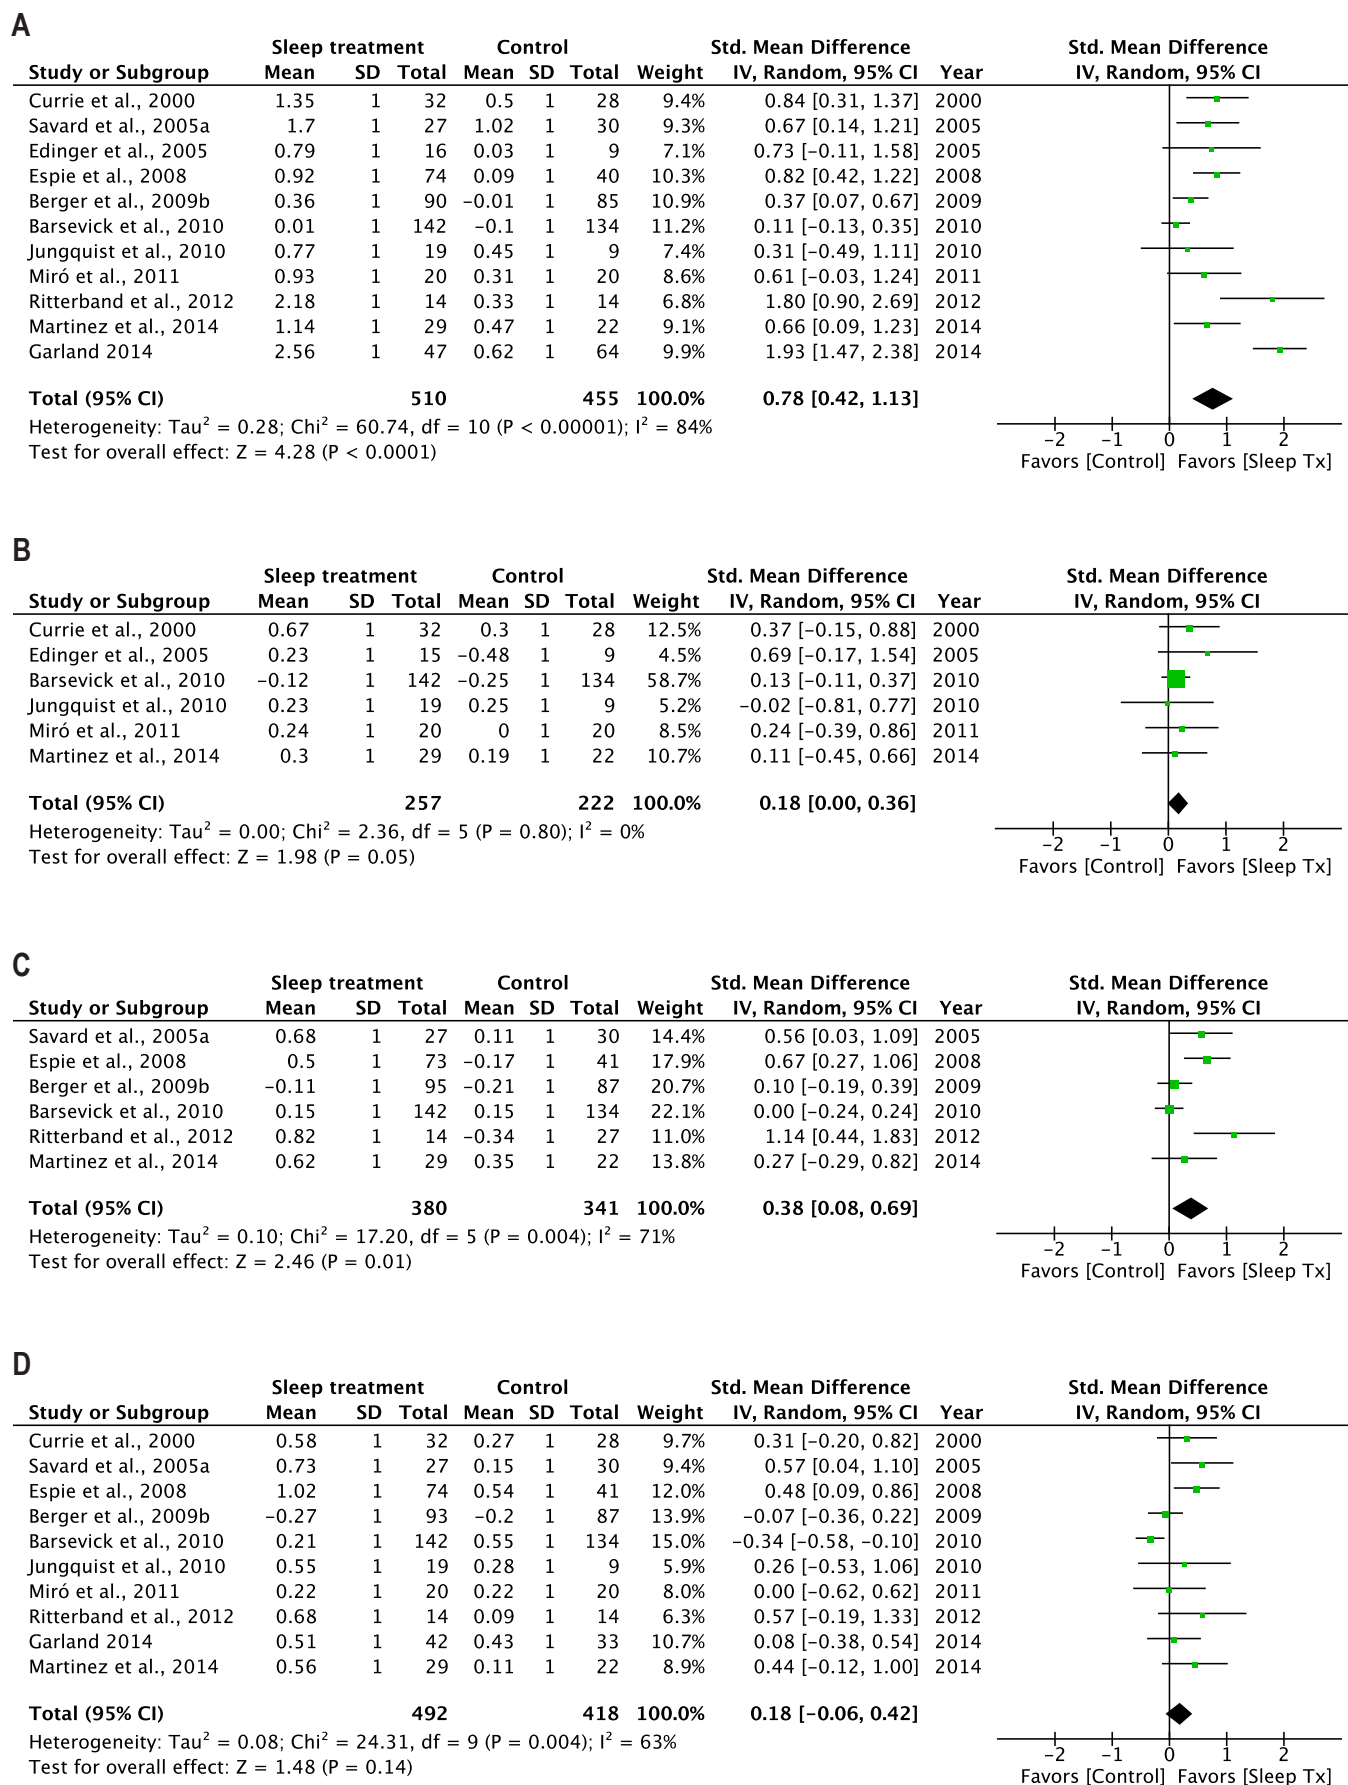 A
Sleep treatment Control Std. Mean Difference Std. Mean Difference
Study or Subgroup Mean SD Total Mean SD Total Weight IV, Random, 95% CI Year IV, Random, 95% CI
Currie et al., 2000 1.35 1 32 0.5 1 28 9.4% 0.84 [0.31, 1.37] 2000
Savard et al., 2005a 1.7 1 27 1.02 1 30 9.3% 0.67 [0.14, 1.21] 2005
Edinger et al., 2005 0.79 1 16 0.03 1 9 7.1% 0.73 [−0.11, 1.58] 2005
Espie et al., 2008 0.92 1 74 0.09 1 40 10.3% 0.82 [0.42, 1.22] 2008
Berger et al., 2009b 0.36 1 90 −0.01 1 85 10.9% 0.37 [0.07, 0.67] 2009
Barsevick et al., 2010 0.01 1 142 −0.1 1 134 11.2% 0.11 [−0.13, 0.35] 2010
Jungquist et al., 2010 0.77 1 19 0.45 1 9 7.4% 0.31 [−0.49, 1.11] 2010
Miró et al., 2011 0.93 1 20 0.31 1 20 8.6% 0.61 [−0.03, 1.24] 2011
Ritterband et al., 2012 2.18 1 14 0.33 1 14 6.8% 1.80 [0.90, 2.69] 2012
Martinez et al., 2014 1.14 1 29 0.47 1 22 9.1% 0.66 [0.09, 1.23] 2014
Garland 2014 2.56 1 47 0.62 1 64 9.9% 1.93 [1.47, 2.38] 2014
Total (95% CI) 510 455 100.0% 0.78 [0.42, 1.13]
Heterogeneity: Tau² = 0.28; Chi² = 60.74, df = 10 (P < 0.00001); I² = 84%
Test for overall effect: Z = 4.28 (P < 0.0001)
−2 −1 0 1 2
Favors [Control] Favors [Sleep Tx]
B
Sleep treatment Control Std. Mean Difference Std. Mean Difference
Study or Subgroup Mean SD Total Mean SD Total Weight IV, Random, 95% CI Year IV, Random, 95% CI
Currie et al., 2000 0.67 1 32 0.3 1 28 12.5% 0.37 [−0.15, 0.88] 2000
Edinger et al., 2005 0.23 1 15 −0.48 1 9 4.5% 0.69 [−0.17, 1.54] 2005
Barsevick et al., 2010 −0.12 1 142 −0.25 1 134 58.7% 0.13 [−0.11, 0.37] 2010
Jungquist et al., 2010 0.23 1 19 0.25 1 9 5.2% −0.02 [−0.81, 0.77] 2010
Miró et al., 2011 0.24 1 20 0 1 20 8.5% 0.24 [−0.39, 0.86] 2011
Martinez et al., 2014 0.3 1 29 0.19 1 22 10.7% 0.11 [−0.45, 0.66] 2014
Total (95% CI) 257 222 100.0% 0.18 [0.00, 0.36]
Heterogeneity: Tau² = 0.00; Chi² = 2.36, df = 5 (P = 0.80); I² = 0%
Test for overall effect: Z = 1.98 (P = 0.05)
−2 −1 0 1 2
Favors [Control] Favors [Sleep Tx]
C
Sleep treatment Control Std. Mean Difference Std. Mean Difference
Study or Subgroup Mean SD Total Mean SD Total Weight IV, Random, 95% CI Year IV, Random, 95% CI
Savard et al., 2005a 0.68 1 27 0.11 1 30 14.4% 0.56 [0.03, 1.09] 2005
Espie et al., 2008 0.5 1 73 −0.17 1 41 17.9% 0.67 [0.27, 1.06] 2008
Berger et al., 2009b −0.11 1 95 −0.21 1 87 20.7% 0.10 [−0.19, 0.39] 2009
Barsevick et al., 2010 0.15 1 142 0.15 1 134 22.1% 0.00 [−0.24, 0.24] 2010
Ritterband et al., 2012 0.82 1 14 −0.34 1 27 11.0% 1.14 [0.44, 1.83] 2012
Martinez et al., 2014 0.62 1 29 0.35 1 22 13.8% 0.27 [−0.29, 0.82] 2014
Total (95% CI) 380 341 100.0% 0.38 [0.08, 0.69]
Heterogeneity: Tau² = 0.10; Chi² = 17.20, df = 5 (P = 0.004); I² = 71%
Test for overall effect: Z = 2.46 (P = 0.01)
−2 −1 0 1 2
Favors [Control] Favors [Sleep Tx]
D
Sleep treatment Control Std. Mean Difference Std. Mean Difference
Study or Subgroup Mean SD Total Mean SD Total Weight IV, Random, 95% CI Year IV, Random, 95% CI
Currie et al., 2000 0.58 1 32 0.27 1 28 9.7% 0.31 [−0.20, 0.82] 2000
Savard et al., 2005a 0.73 1 27 0.15 1 30 9.4% 0.57 [0.04, 1.10] 2005
Espie et al., 2008 1.02 1 74 0.54 1 41 12.0% 0.48 [0.09, 0.86] 2008
Berger et al., 2009b −0.27 1 93 −0.2 1 87 13.9% −0.07 [−0.36, 0.22] 2009
Barsevick et al., 2010 0.21 1 142 0.55 1 134 15.0% −0.34 [−0.58, −0.10] 2010
Jungquist et al., 2010 0.55 1 19 0.28 1 9 5.9% 0.26 [−0.53, 1.06] 2010
Miró et al., 2011 0.22 1 20 0.22 1 20 8.0% 0.00 [−0.62, 0.62] 2011
Ritterband et al., 2012 0.68 1 14 0.09 1 14 6.3% 0.57 [−0.19, 1.33] 2012
Garland 2014 0.51 1 42 0.43 1 33 10.7% 0.08 [−0.38, 0.54] 2014
Martinez et al., 2014 0.56 1 29 0.11 1 22 8.9% 0.44 [−0.12, 1.00] 2014
Total (95% CI) 492 418 100.0% 0.18 [−0.06, 0.42]
Heterogeneity: Tau² = 0.08; Chi² = 24.31, df = 9 (P = 0.004); I² = 63%
Test for overall effect: Z = 1.48 (P = 0.14)
−2 −1 0 1 2
Favors [Control] Favors [Sleep Tx]